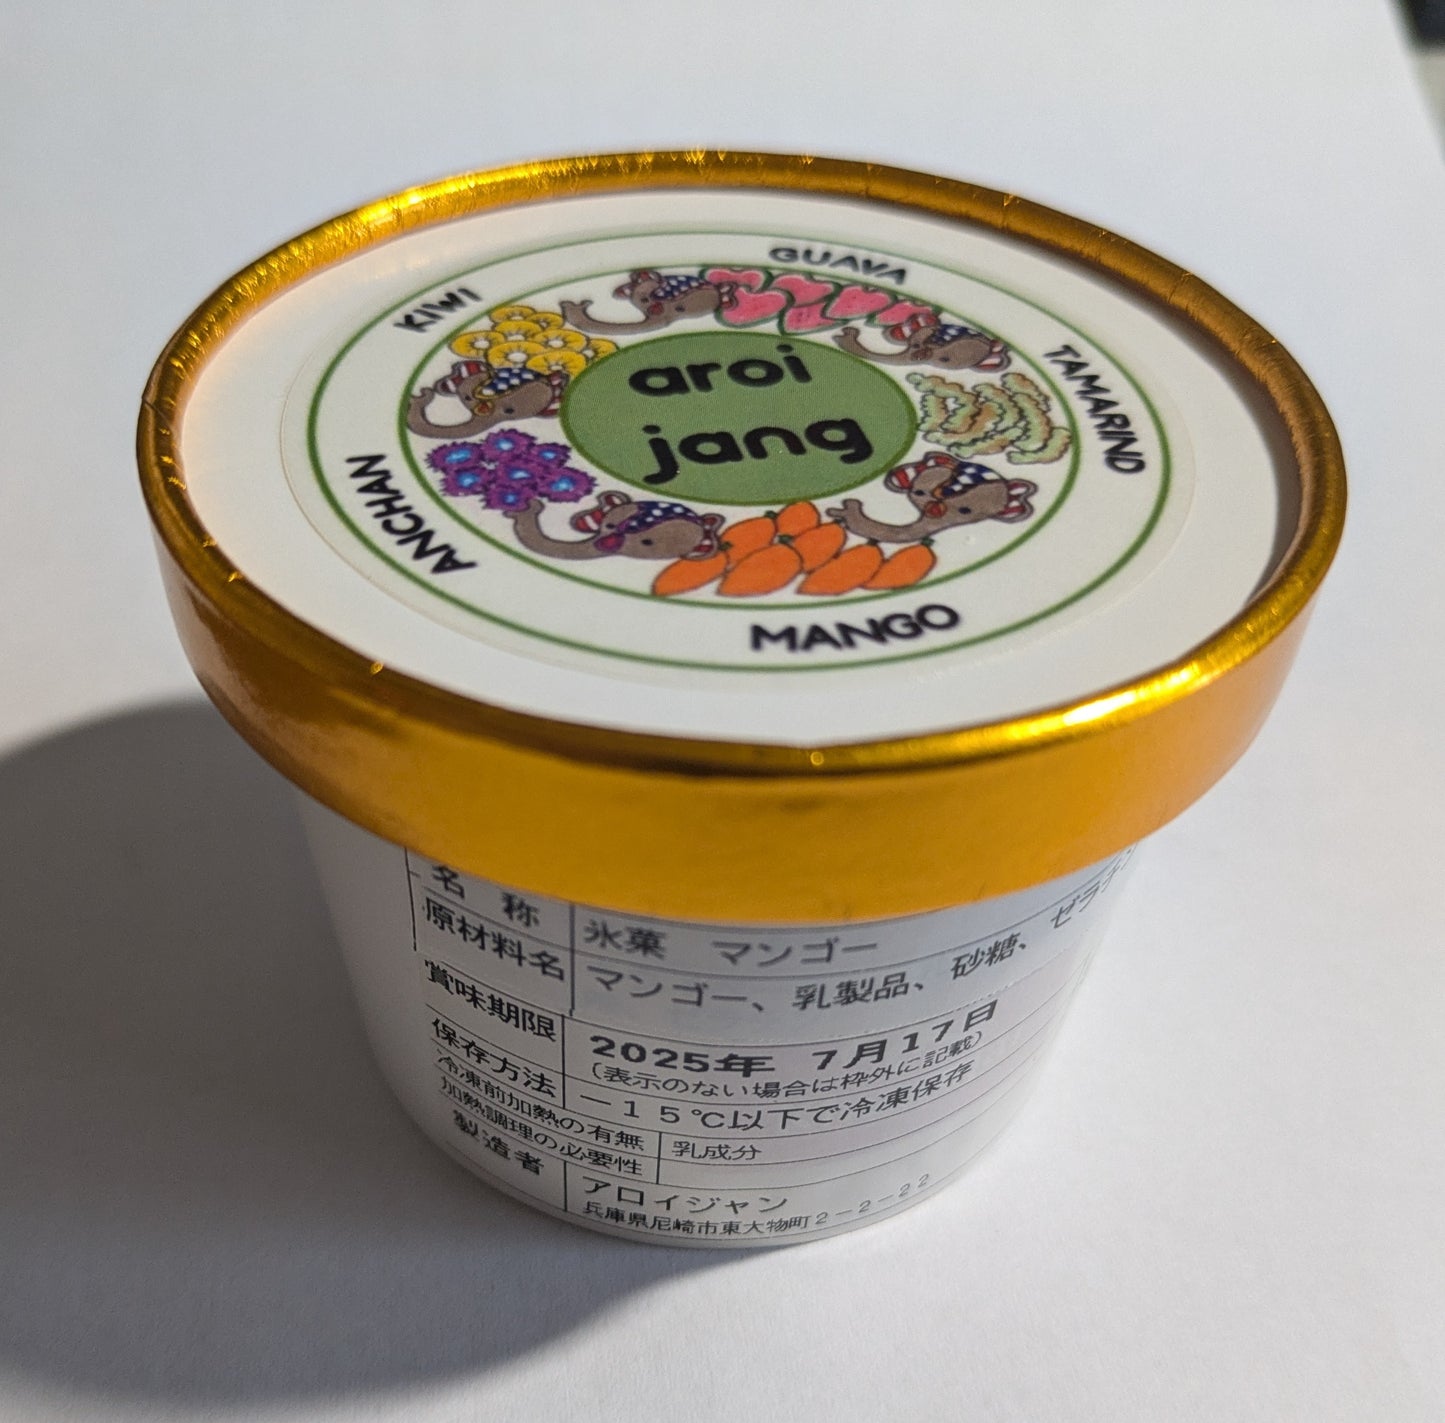 GUAVA
KIWI
TAMARIND
aroi
jang
ANCHAN
MANGO
名 称 氷菓 マンゴー
原材料名 マンゴー、乳製品、砂糖、ゼラチン
賞味期限 2025年 7月17日
(表示のない場合は枠外に記載)
保存方法 -15℃以下で冷凍保存
冷凍前加熱の有無 乳成分
加熱調理の必要性
製造者 アロイジャン
兵庫県尼崎市東大物町2-2-22